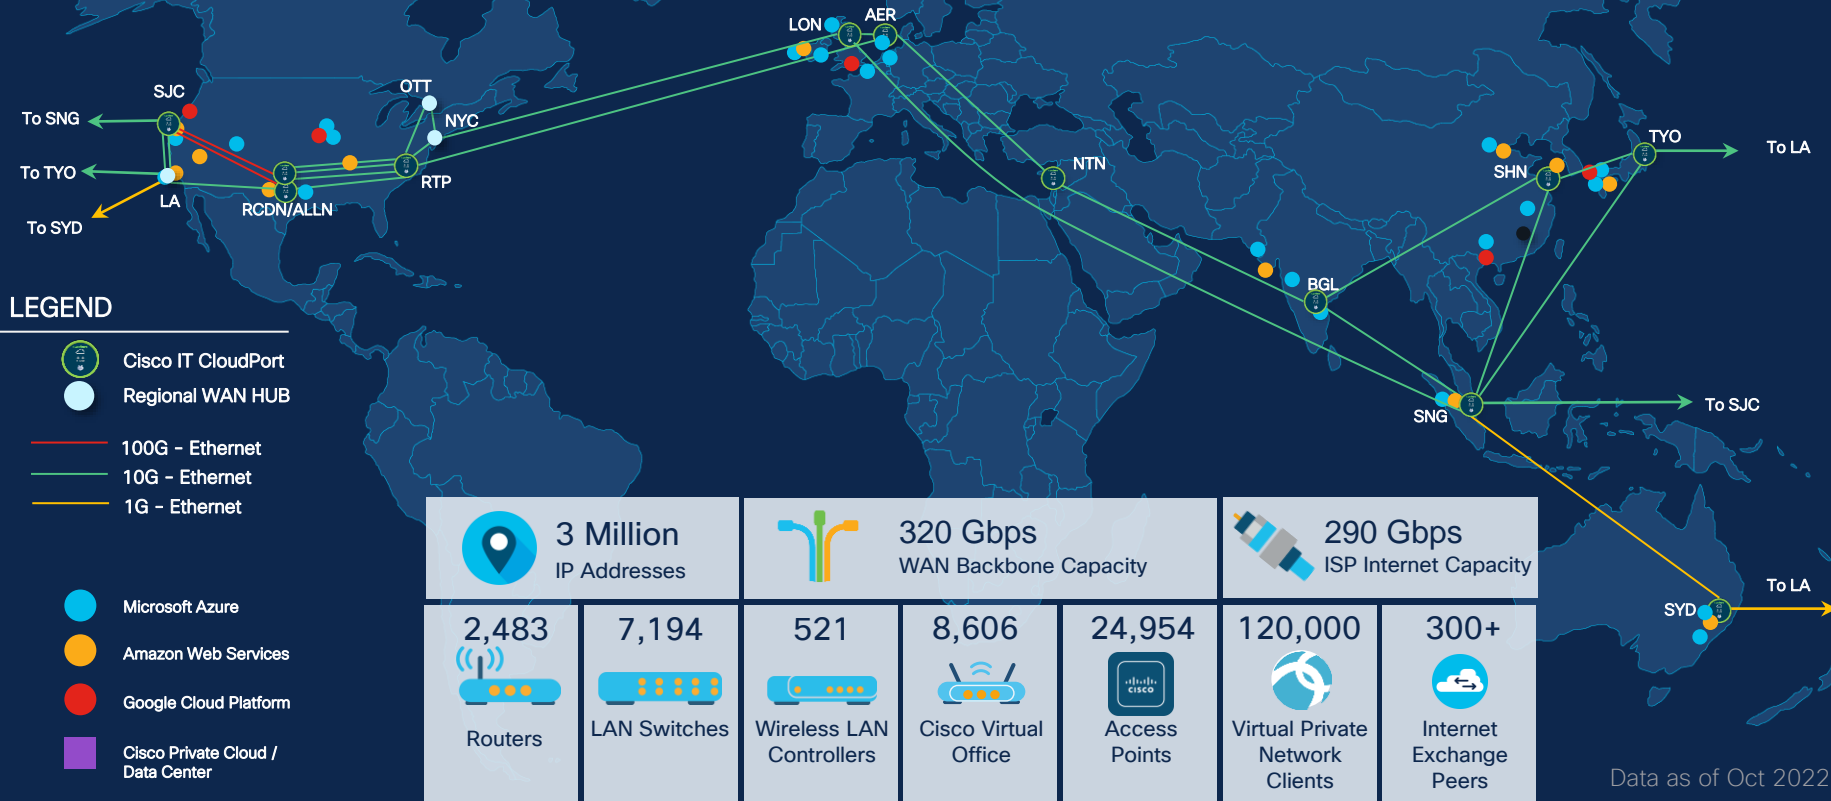 LON
AER
SJC
OTT
NYC
To SNG
TYO
To LA
To TYO
RTP
NTN
SHN
LA
RCDN/ALLN
To SYD
BGL
LEGEND
Cisco IT CloudPort
Regional WAN HUB
SNG
To SJC
100G - Ethernet
10G - Ethernet
1G - Ethernet
3 Million
IP Addresses
320 Gbps
WAN Backbone Capacity
290 Gbps
ISP Internet Capacity
To LA
SYD
Microsoft Azure
Amazon Web Services
Google Cloud Platform
Cisco Private Cloud /
Data Center
2,483
Routers
7,194
LAN Switches
521
Wireless LAN
Controllers
8,606
Cisco Virtual
Office
24,954
CISCO
Access
Points
120,000
Virtual Private
Network
Clients
300+
Internet
Exchange
Peers
Data as of Oct 2022